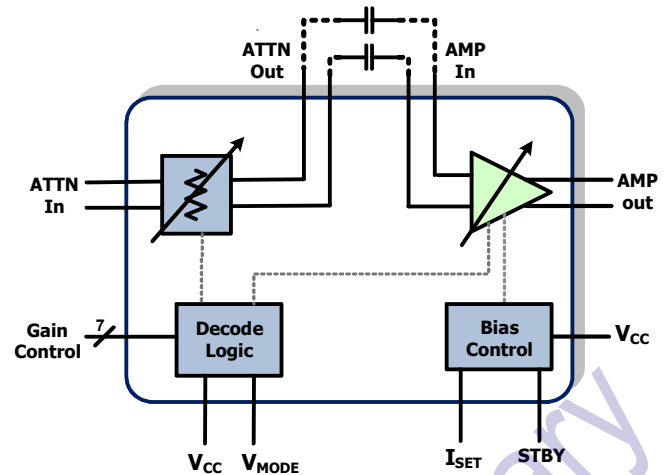 ATTN
Out
AMP
In
ATTN
In
AMP
out
Gain
Control
7
Decode
Logic
Bias
Control
VCC
VCC
VMODE
ISET
STBY